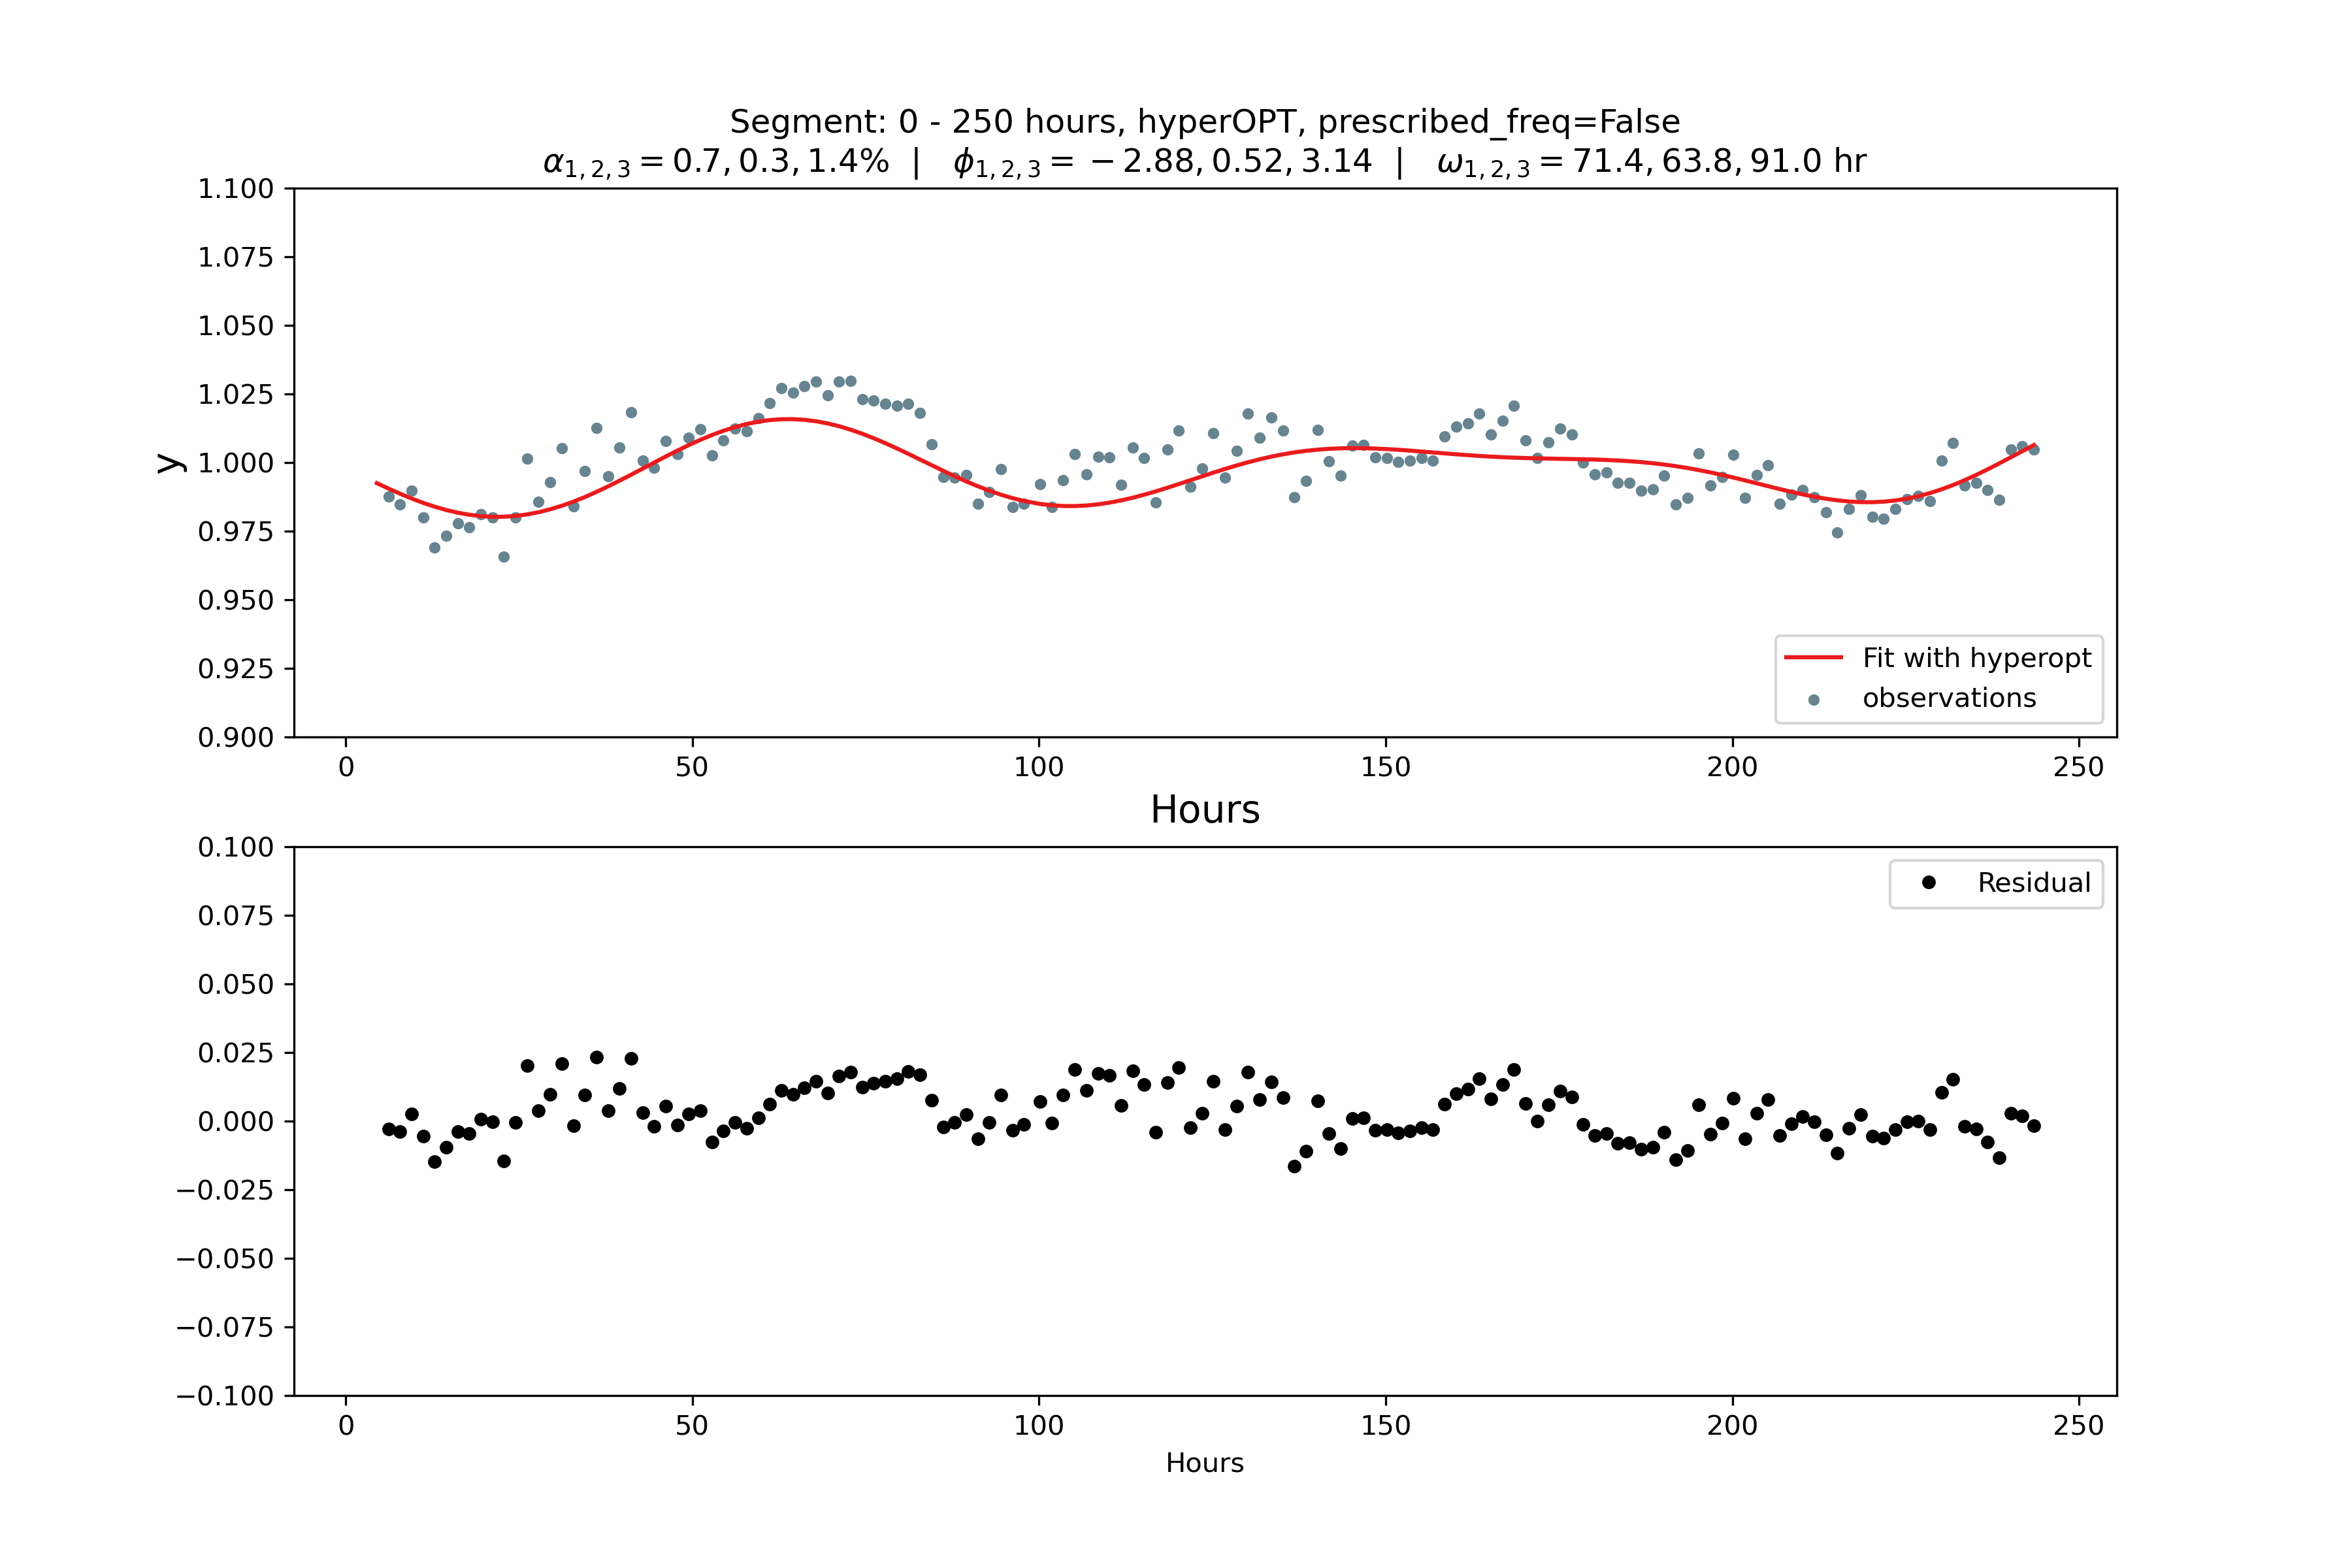 Segment: 0 - 250 hours, hyperOPT, prescribed_freq=False
α1,2,3 = 0.7, 0.3, 1.4% | ϕ1,2,3 = −2.88, 0.52, 3.14 | ω1,2,3 = 71.4, 63.8, 91.0 hr
1.100
1.075
1.050
1.025
1.000
0.975
0.950
0.925
0.900
y
Fit with hyperopt
observations
0 50 100 150 200 250
Hours
0.100
0.075
0.050
0.025
0.000
−0.025
−0.050
−0.075
−0.100
Residual
0 50 100 150 200 250
Hours